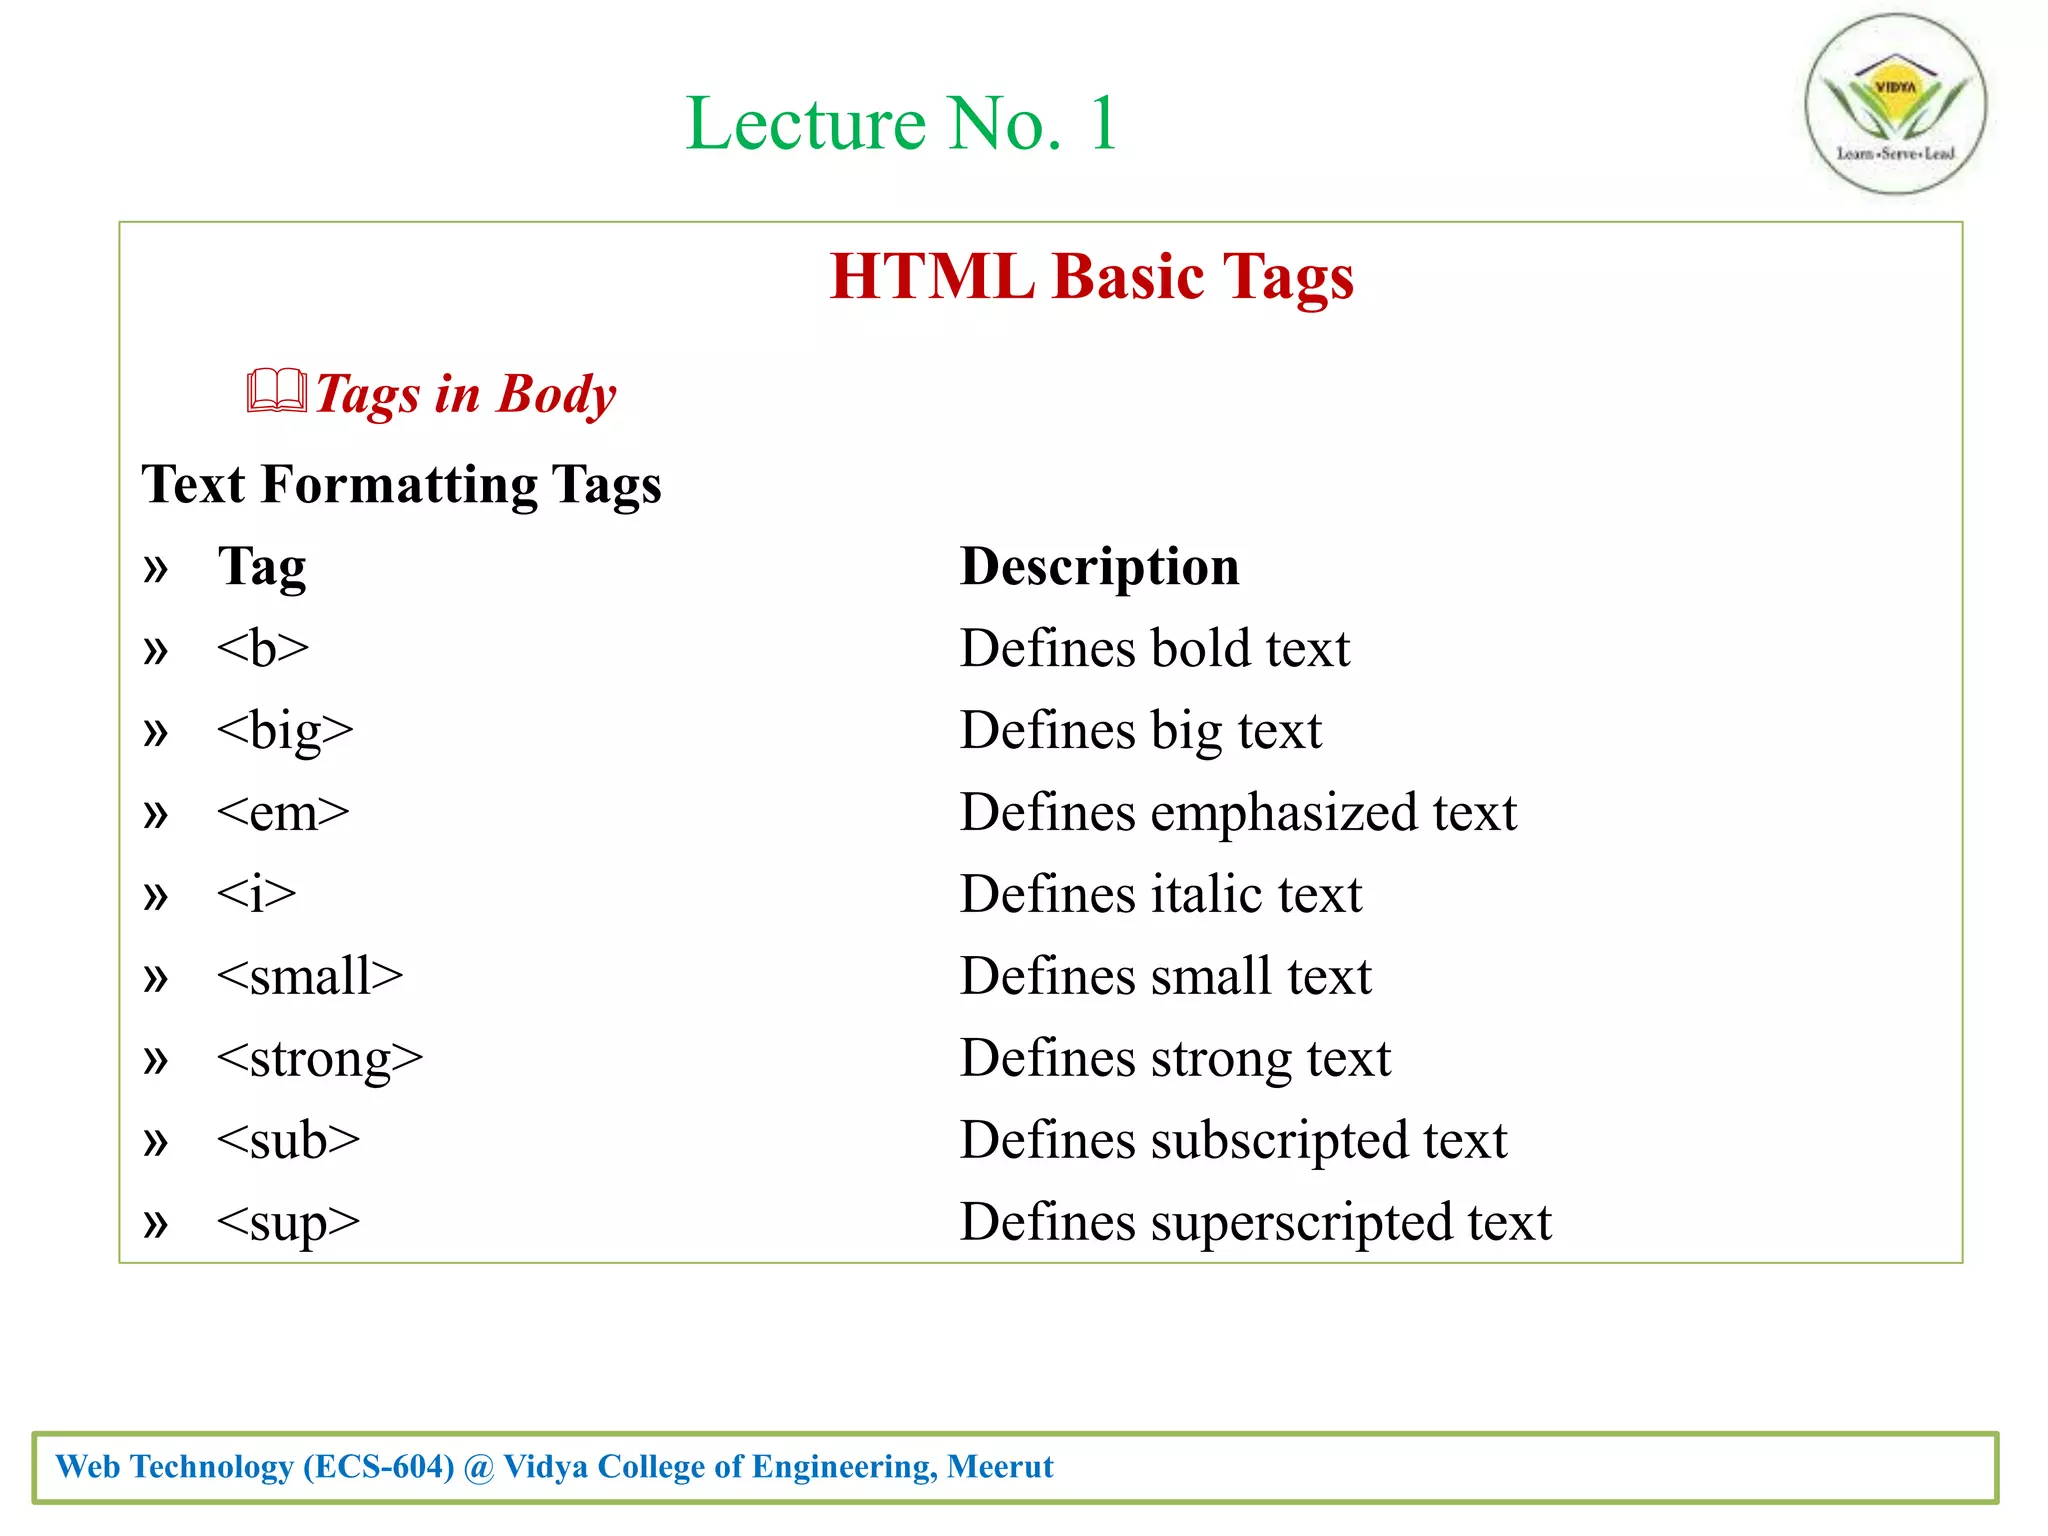 Lecture No. 1
VIDYA
Learn•Serve•Lead
HTML Basic Tags
Tags in Body
Text Formatting Tags
» Tag Description
» <b> Defines bold text
» <big> Defines big text
» <em> Defines emphasized text
» <i> Defines italic text
» <small> Defines small text
» <strong> Defines strong text
» <sub> Defines subscripted text
» <sup> Defines superscripted text
Web Technology (ECS-604) @ Vidya College of Engineering, Meerut